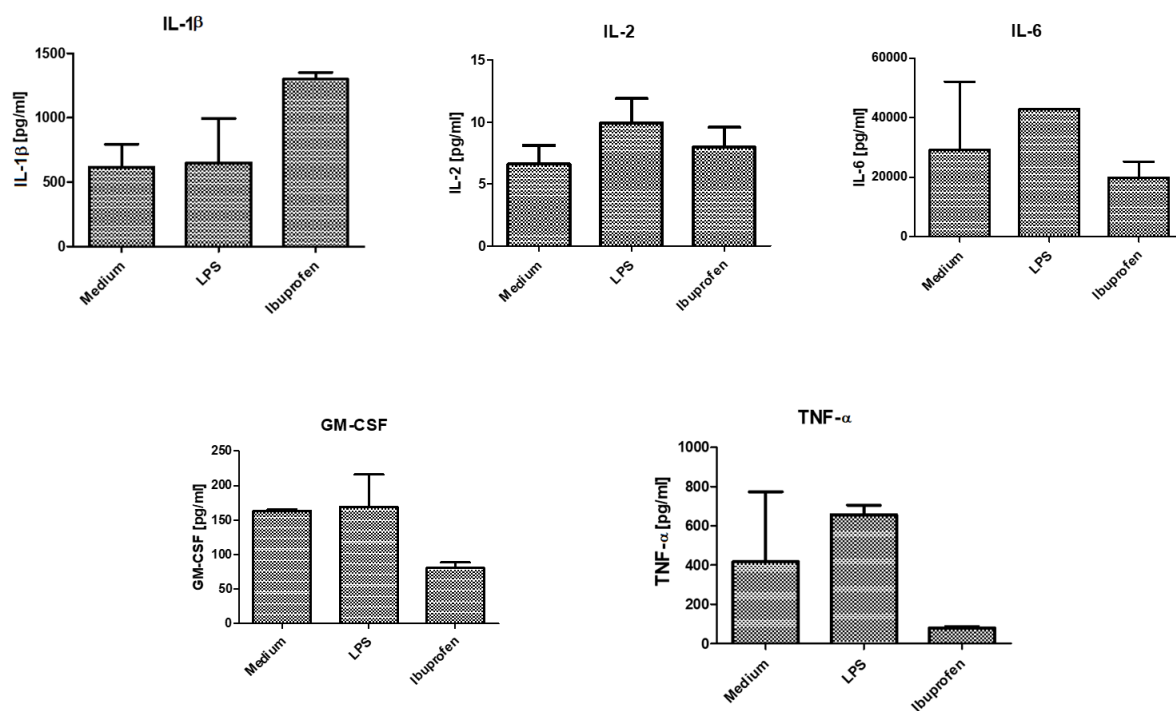 IL-1β
IL-1β [pg/ml]
1500
1000
500
0
Medium
LPS
Ibuprofen
IL-2
IL-2 [pg/ml]
15
10
5
0
Medium
LPS
Ibuprofen
IL-6
IL-6 [pg/ml]
60000
40000
20000
0
Medium
LPS
Ibuprofen
GM-CSF
GM-CSF [pg/ml]
250
200
150
100
50
0
Medium
LPS
Ibuprofen
TNF-α
TNF-α [pg/ml]
1000
800
600
400
200
0
Medium
LPS
Ibuprofen